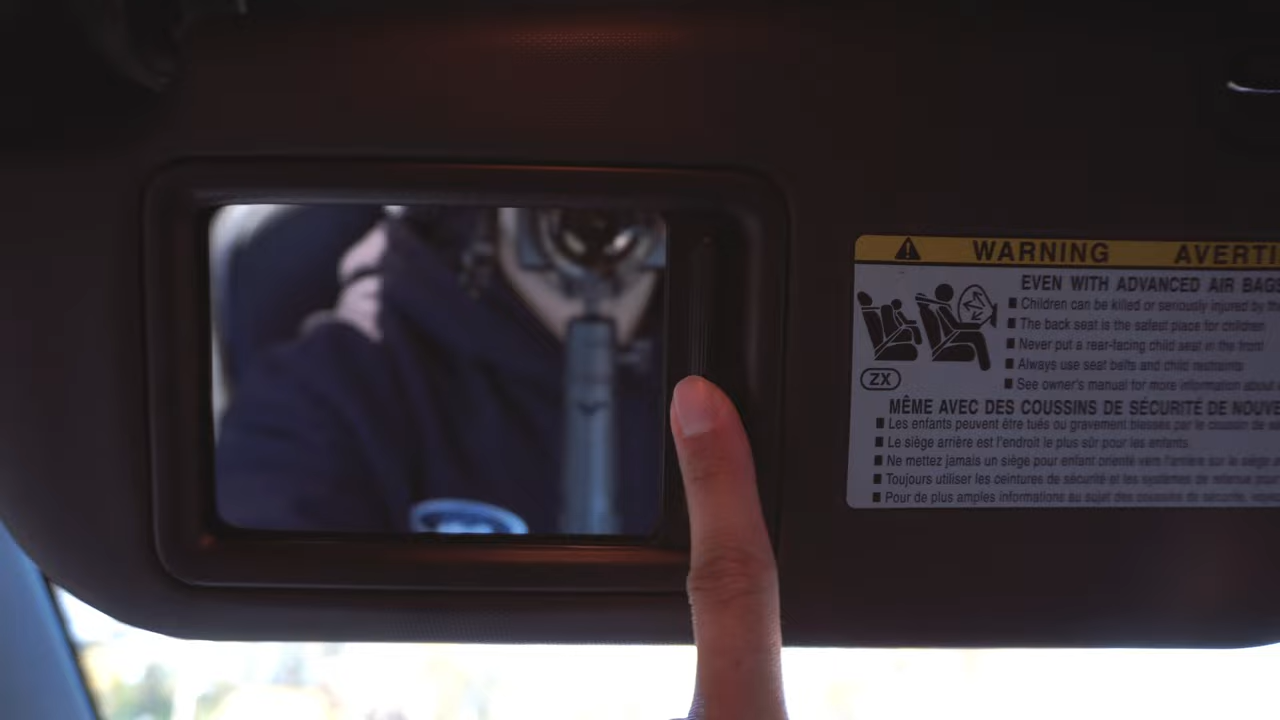 WARNING AVERTI
EVEN WITH ADVANCED AIR BAGS
Children can be killed or seriously injured by the
The back seat is the safest place for children
Never put a rear-facing child seat in the front
Always use seat belts and child restraints
See owner's manual for more information about
ZX
MÊME AVEC DES COUSSINS DE SÉCURITÉ DE NOUVE
Les enfants peuvent être tués ou gravement blessés par le coussin de
Le siège arrière est l'endroit le plus sûr pour les enfants.
Ne mettez jamais un siège pour enfant orienté vers l'arrière sur le siège
Toujours utiliser les ceintures de sécurité et les systèmes de retenue pour
Pour de plus amples informations au sujet des coussins de sécurité,